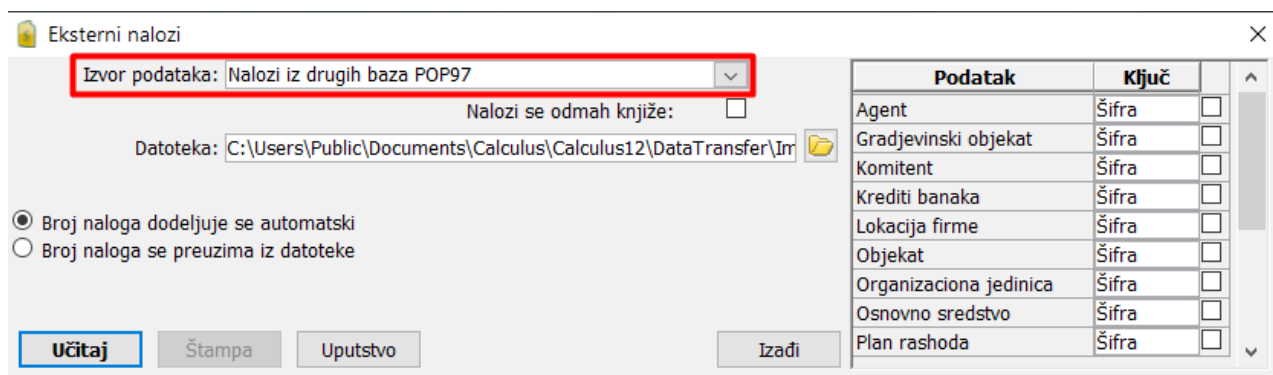 Eksterni nalozi
Izvor podataka: Nalozi iz drugih baza POP97
Nalozi se odmah knjiže:
Datoteka: C:\Users\Public\Documents\Calculus\Calculus12\DataTransfer\Im
Broj naloga dodeljuje se automatski
Broj naloga se preuzima iz datoteke
Učitaj Štampa Uputstvo Izađi
Podatak Ključ
Agent Šifra
Gradjevinski objekat Šifra
Komitent Šifra
Krediti banaka Šifra
Lokacija firme Šifra
Objekat Šifra
Organizaciona jedinica Šifra
Osnovno sredstvo Šifra
Plan rashoda Šifra